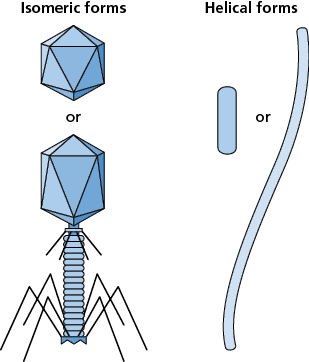 Isomeric forms
or
Helical forms
or